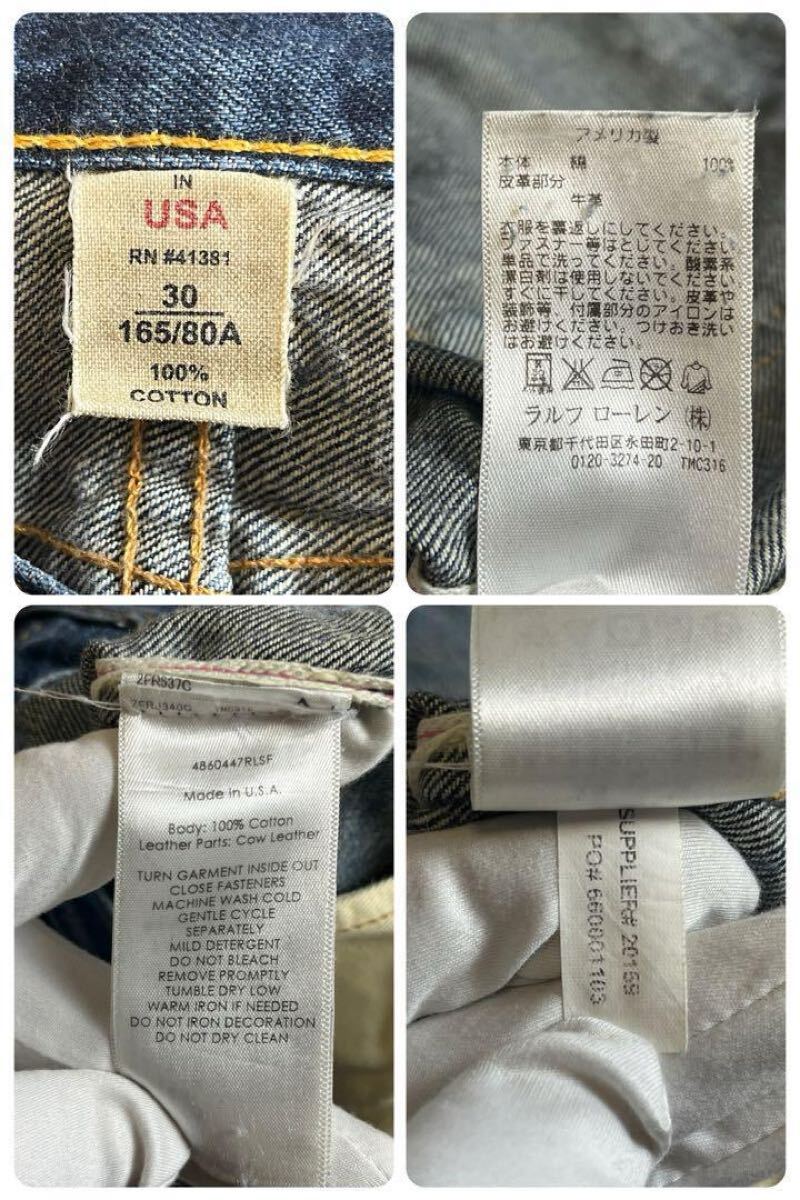 IN
USA
RN #41381
30
165/80A
100%
COTTON
アメリカ製
本体 綿 100%
皮革部分
牛革
衣服を裏返しにしてください。
ファスナー等はとじてください
単品で洗ってください。酸素系
漂白剤は使用しないでください
すぐに干してください。皮革や
装飾等、付属部分のアイロンは
お避けください。つけおき洗い
はお避けください。
ラルフ ローレン (株)
東京都千代田区永田町2-10-1
0120-3274-20 TMC316
2FRS37C
4860447RLSF
Made in U.S.A.
Body: 100% Cotton
Leather Parts: Cow Leather
TURN GARMENT INSIDE OUT
CLOSE FASTENERS
MACHINE WASH COLD
GENTLE CYCLE
SEPARATELY
MILD DETERGENT
DO NOT BLEACH
REMOVE PROMPTLY
TUMBLE DRY LOW
WARM IRON IF NEEDED
DO NOT IRON DECORATION
DO NOT DRY CLEAN
SUPPLIER# 20159
PO# 660001103